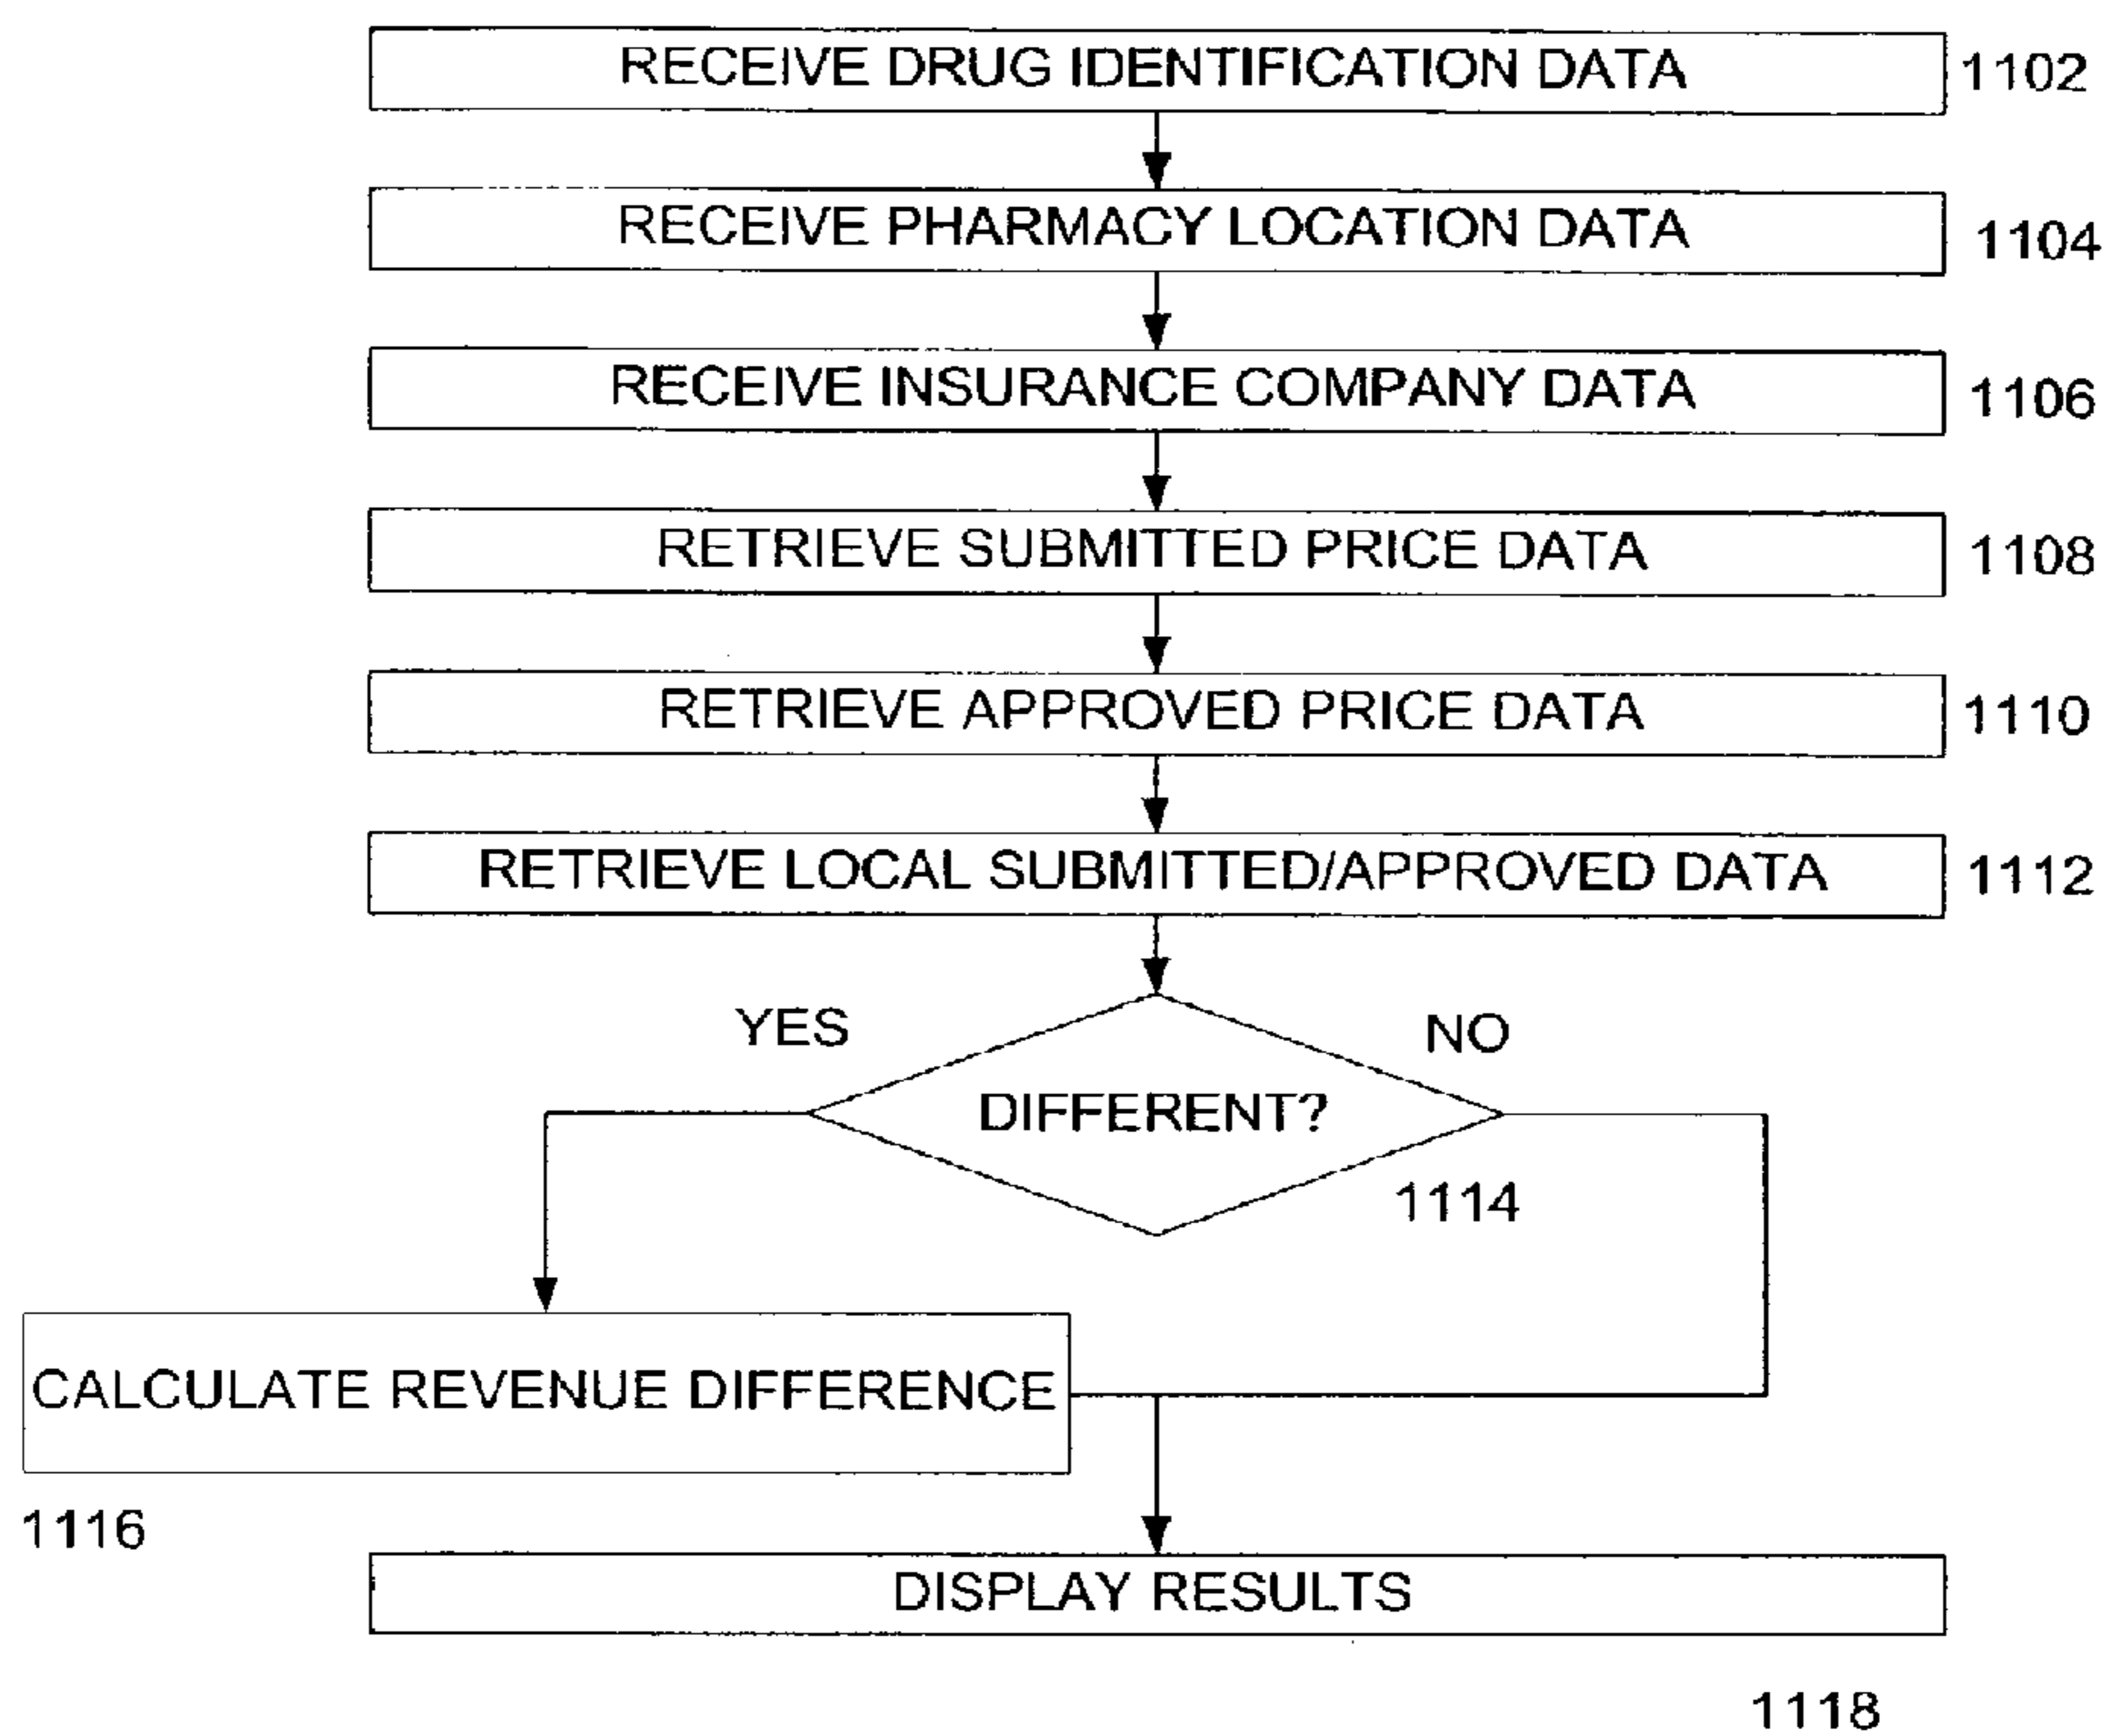 RECEIVE DRUG IDENTIFICATION DATA 1102
RECEIVE PHARMACY LOCATION DATA 1104
RECEIVE INSURANCE COMPANY DATA 1106
RETRIEVE SUBMITTED PRICE DATA 1108
RETRIEVE APPROVED PRICE DATA 1110
RETRIEVE LOCAL SUBMITTED/APPROVED DATA 1112
YES NO
DIFFERENT?
1114
CALCULATE REVENUE DIFFERENCE
1116
DISPLAY RESULTS
1118